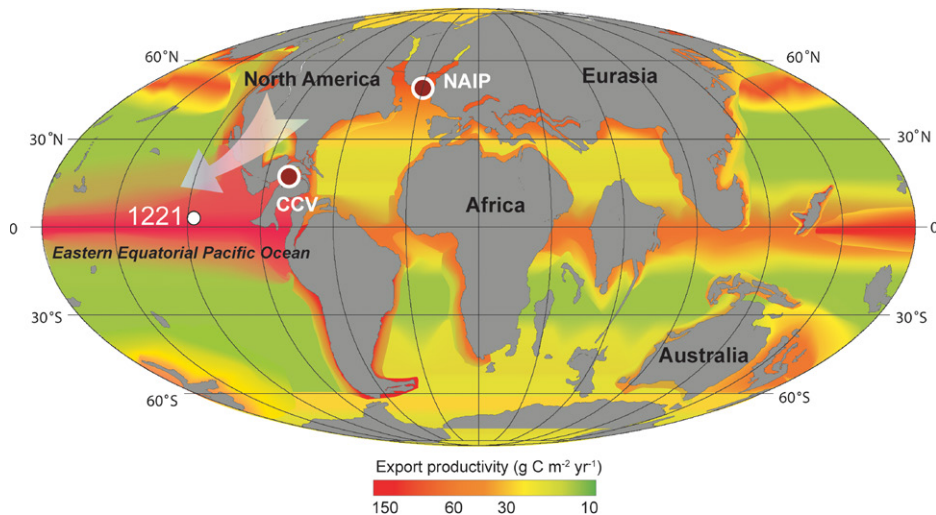 60°N
60°N
North America
NAIP
Eurasia
30°N
30°N
CCV
Africa
1221
0
0
Eastern Equatorial Pacific Ocean
30°S
30°S
Australia
60°S
60°S
Export productivity (g C m⁻² yr⁻¹)
150 60 30 10